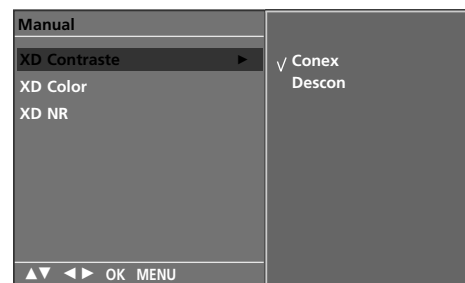 Manual
XD Contraste ►
XD Color
XD NR
√ Conex
Descon
▲▼ ◄► OK MENU